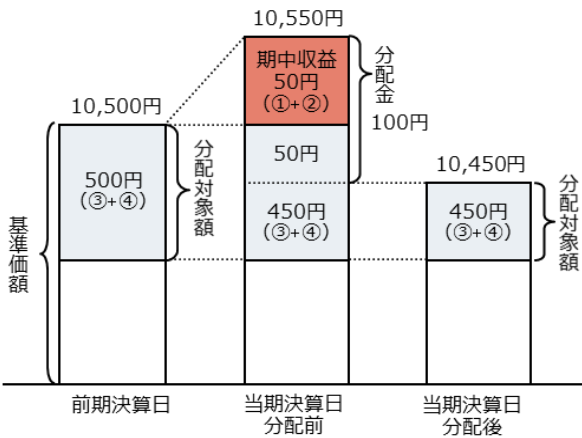 10,550円
期中収益
50円
(①+②)
分配金
100円
10,500円
500円
(③+④)
分配対象額
基準価額
50円
450円
(③+④)
10,450円
450円
(③+④)
分配対象額
前期決算日
当期決算日
分配前
当期決算日
分配後